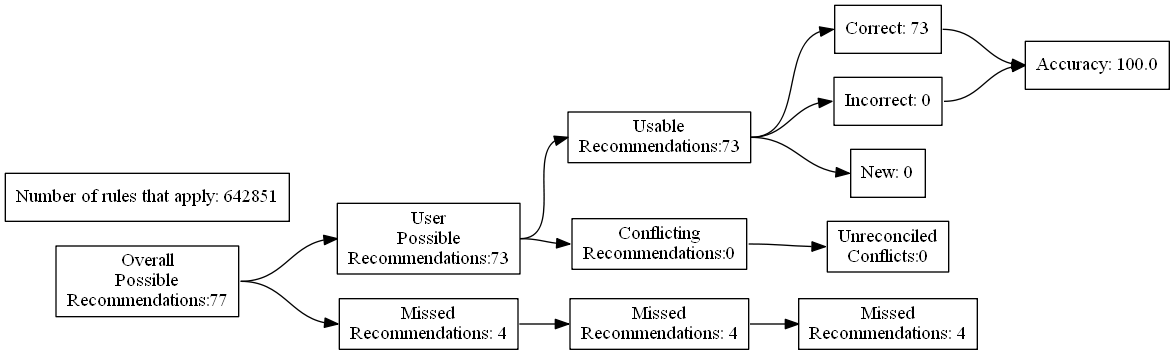 Number of rules that apply: 642851
Overall
Possible
Recommendations:77
User
Possible
Recommendations:73
Missed
Recommendations: 4
Usable
Recommendations:73
Conflicting
Recommendations:0
Missed
Recommendations: 4
Correct: 73
Incorrect: 0
New: 0
Unreconciled
Conflicts:0
Missed
Recommendations: 4
Accuracy: 100.0